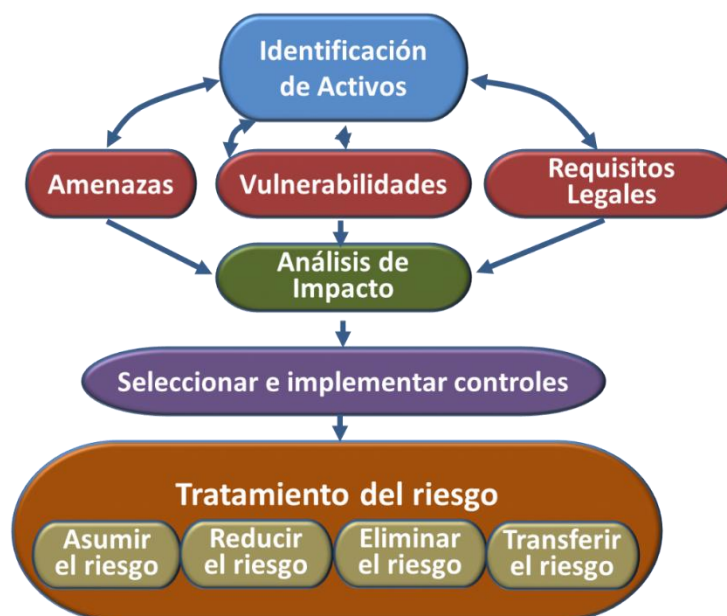 Identificación
de Activos
Amenazas
Vulnerabilidades
Requisitos
Legales
Análisis de
Impacto
Seleccionar e implementar controles
Tratamiento del riesgo
Asumir
el riesgo
Reducir
el riesgo
Eliminar
el riesgo
Transferir
el riesgo